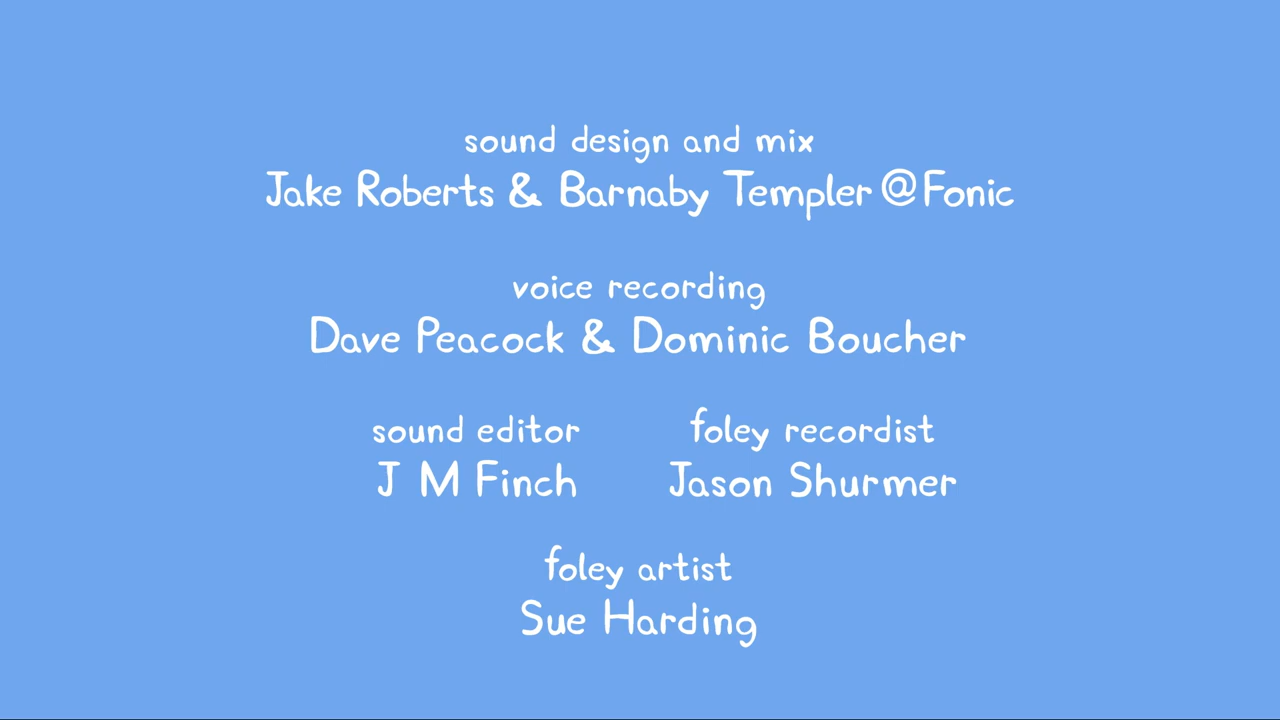 sound design and mix
Jake Roberts & Barnaby Templer @ Fonic
voice recording
Dave Peacock & Dominic Boucher
sound editor
J M Finch
foley recordist
Jason Shurmer
foley artist
Sue Harding